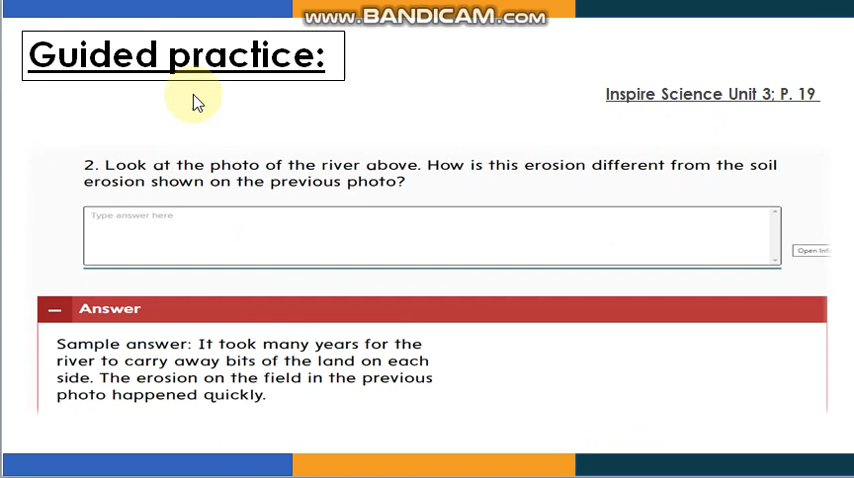 www.BANDICAM.com
Guided practice:
Inspire Science Unit 3; P. 19
2. Look at the photo of the river above. How is this erosion different from the soil
erosion shown on the previous photo?
Type answer here
Open
Answer
Sample answer: It took many years for the
river to carry away bits of the land on each
side. The erosion on the field in the previous
photo happened quickly.